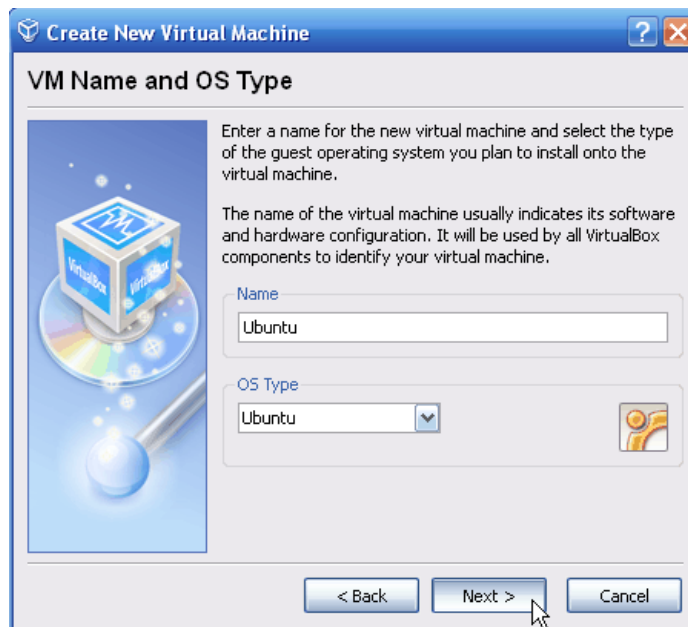 Create New Virtual Machine
VM Name and OS Type
Enter a name for the new virtual machine and select the type
of the guest operating system you plan to install onto the
virtual machine.
The name of the virtual machine usually indicates its software
and hardware configuration. It will be used by all VirtualBox
components to identify your virtual machine.
VirtualBox
VirtualBox
Name
Ubuntu
OS Type
Ubuntu
< Back
Next >
Cancel